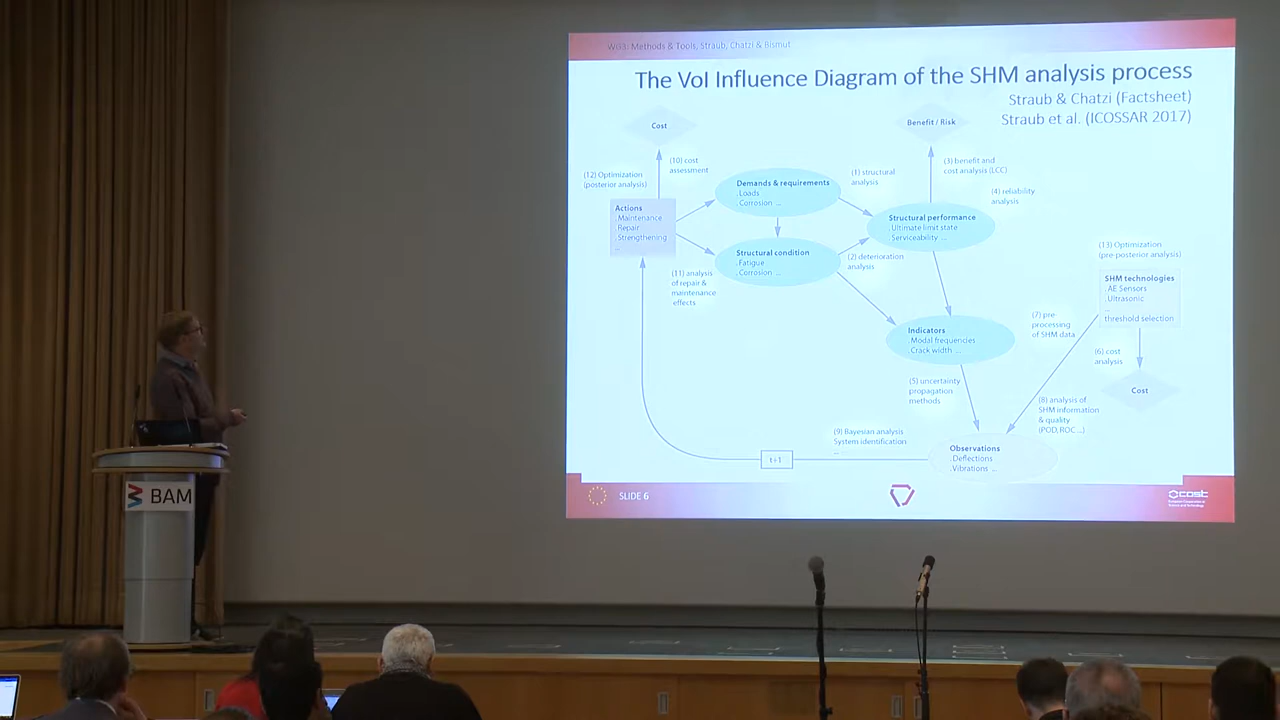 WG3: Methods & Tools, Straub, Chatzi & Bismut
The VoI Influence Diagram of the SHM analysis process
Straub & Chatzi (Factsheet)
Straub et al. (ICOSSAR 2017)
Cost
Benefit / Risk
(10) cost
assessment
(12) Optimization
(posterior analysis)
Demands & requirements
. Loads
. Corrosion ...
(1) structural
analysis
(3) benefit and
cost analysis (LCC)
(4) reliability
analysis
Actions
. Maintenance
. Repair
. Strengthening
...
Structural performance
. Ultimate limit state
. Serviceability ...
Structural condition
. Fatigue
. Corrosion ...
(2) deterioration
analysis
(11) analysis
of repair &
maintenance
effects
(13) Optimization
(pre-posterior analysis)
SHM technologies
. AE Sensors
. Ultrasonic
...
threshold selection
Indicators
. Modal frequencies
. Crack width ...
(7) pre-
processing
of SHM data
(6) cost
analysis
Cost
(5) uncertainty
propagation
methods
(8) analysis of
SHM information
& quality
(POD, ROC ...)
(9) Bayesian analysis
System identification
...
t+1
Observations
. Deflections
. Vibrations ...
SLIDE 6
cost
BAM